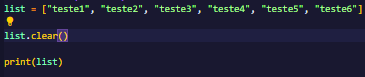 list = ["teste1", "teste2", "teste3", "teste4", "teste5", "teste6"]
list.clear()
print(list)